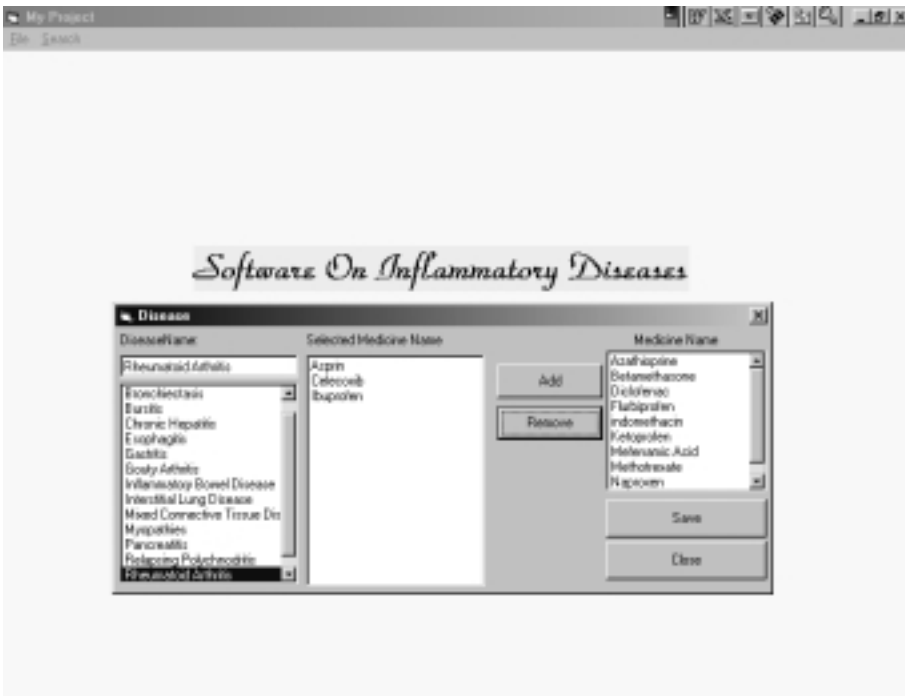 My Project
File Search
Software On Inflammatory Diseases
Disease
DiseaseName:
Selected Medicine Name
Medicine Name
Rheumatoid Arthritis
Bronchiectasis
Bursitis
Chronic Hepatitis
Esophagitis
Gastritis
Gouty Arthritis
Inflammatory Bowel Disease
Interstitial Lung Disease
Mixed Connective Tissue Dis
Myopathies
Pancreatitis
Relapsing Polychnoditis
Rheumatoid Arthritis
Asprin
Celecoxib
Ibuprofen
Add
Remove
Azathioprine
Betamethasone
Diclofenac
Flurbiprofen
indomethacin
Ketoprofen
Mefenamic Acid
Methotrexate
Naproxen
Save
Close